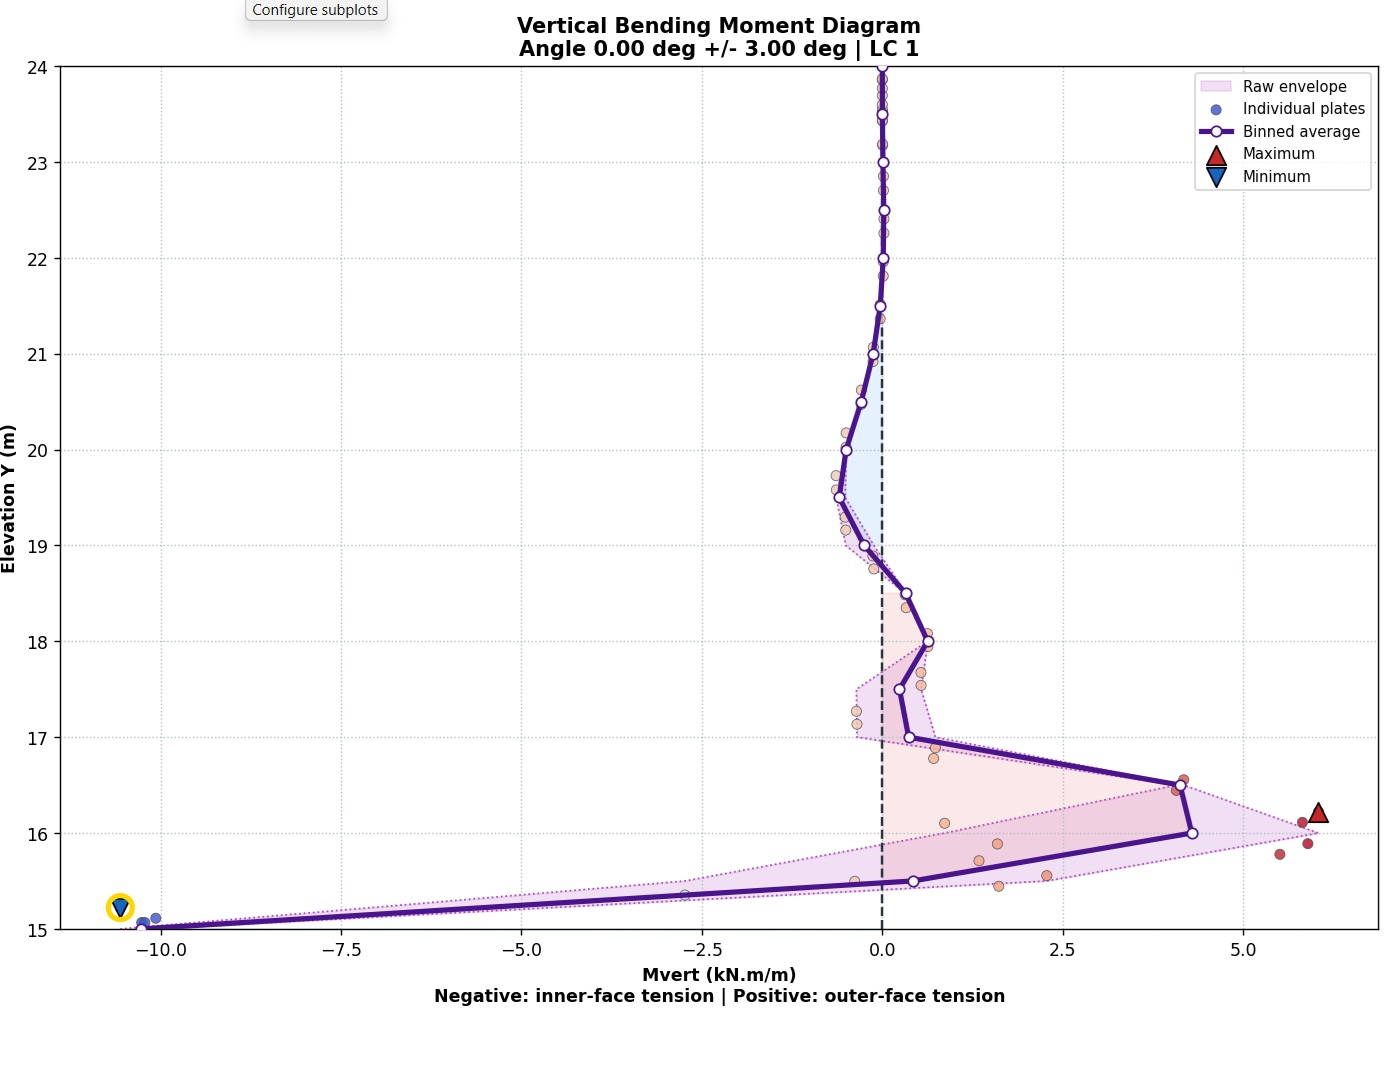 Configure subplots
Vertical Bending Moment Diagram
Angle 0.00 deg +/- 3.00 deg | LC 1
Raw envelope
Individual plates
Binned average
Maximum
Minimum
24
23
22
21
20
19
18
17
16
15
Elevation Y (m)
−10.0
−7.5
−5.0
−2.5
0.0
2.5
5.0
Mvert (kN.m/m)
Negative: inner-face tension | Positive: outer-face tension